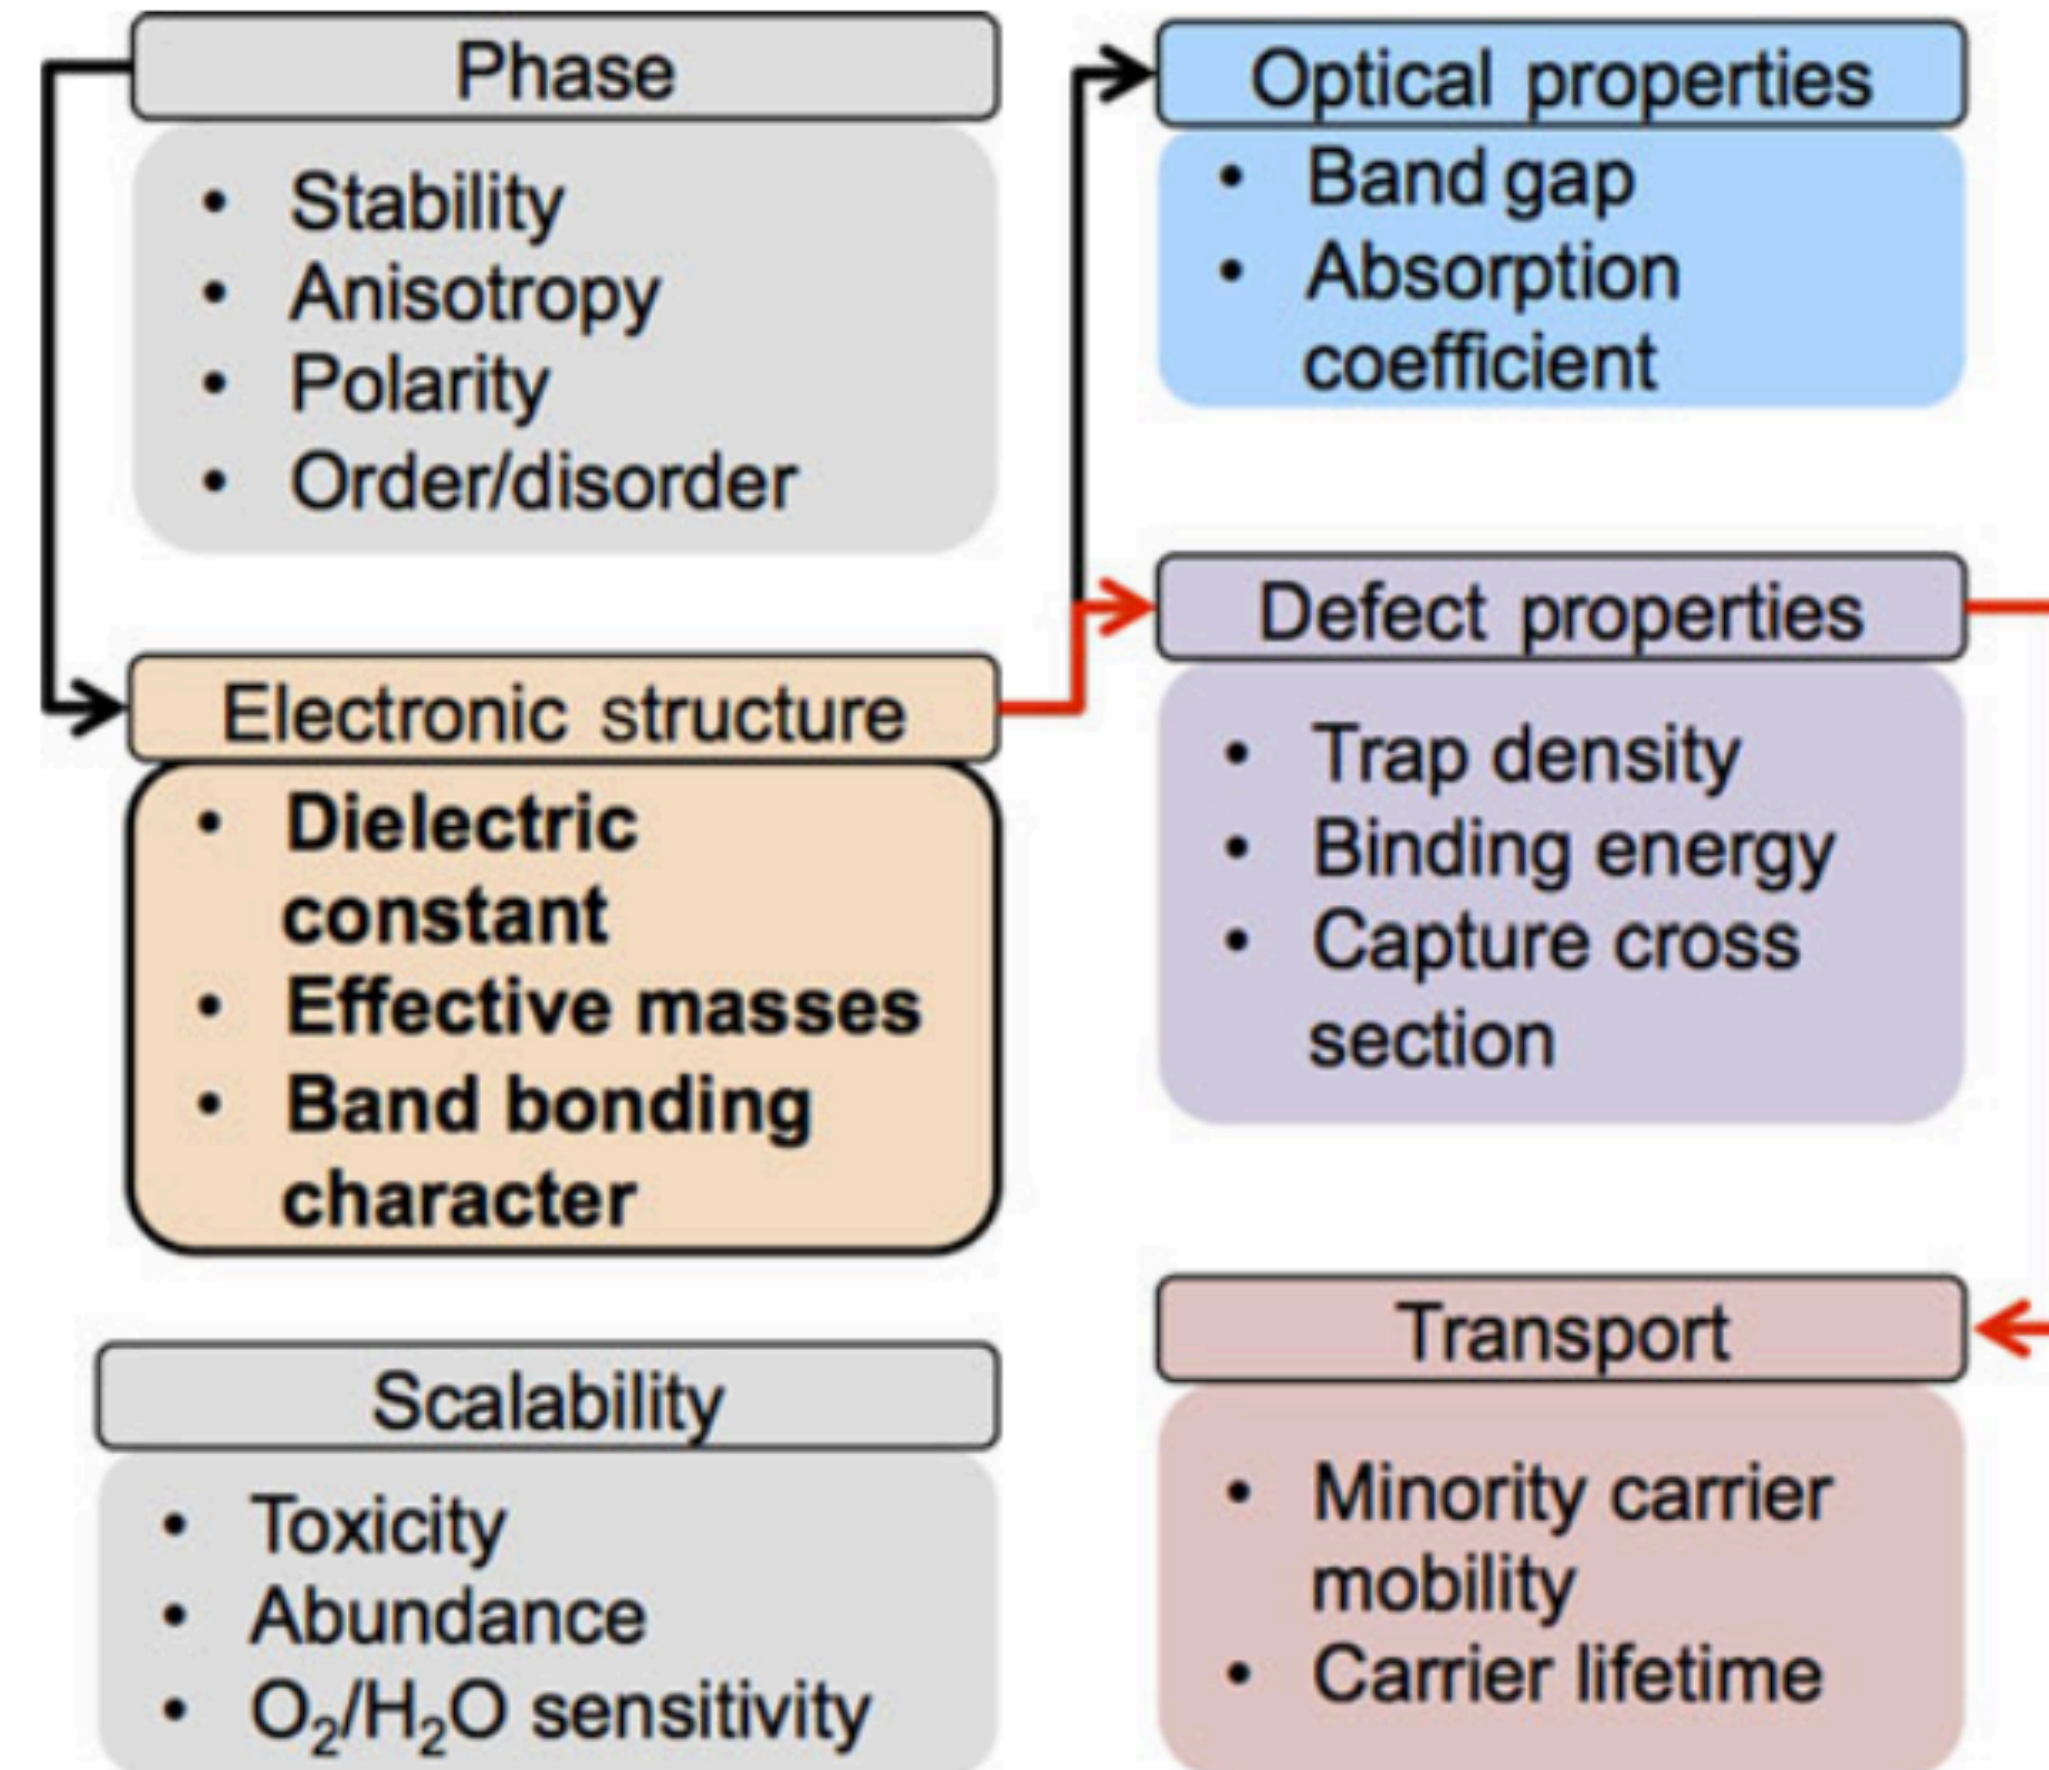 Phase
• Stability
• Anisotropy
• Polarity
• Order/disorder
Electronic structure
• Dielectric
constant
• Effective masses
• Band bonding
character
Scalability
• Toxicity
• Abundance
• O₂/H₂O sensitivity
Optical properties
• Band gap
• Absorption
coefficient
Defect properties
• Trap density
• Binding energy
• Capture cross
section
Transport
• Minority carrier
mobility
• Carrier lifetime